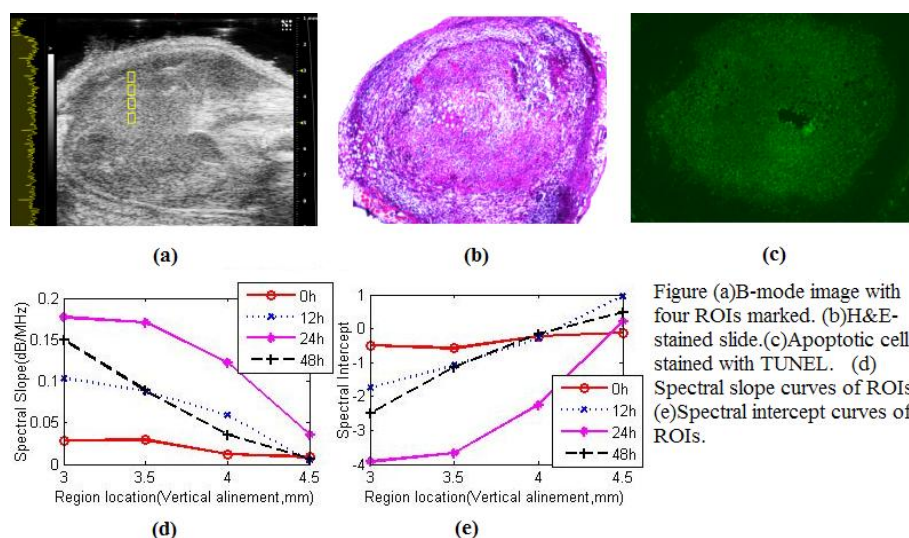 1 mm
(a)
(b)
(c)
0h
12h
24h
48h
Spectral Slope(dB/MHz)
0.2
0.15
0.1
0.05
0
3 3.5 4 4.5
Region location(Vertical alinement,mm)
(d)
0h
12h
24h
48h
Spectral Intercept
1
0
-1
-2
-3
-4
3 3.5 4 4.5
Region location(Vertical alinement,mm)
(e)
Figure (a)B-mode image with
four ROIs marked. (b)H&E-
stained slide.(c)Apoptotic cell
stained with TUNEL. (d)
Spectral slope curves of ROIs
(e)Spectral intercept curves of
ROIs.